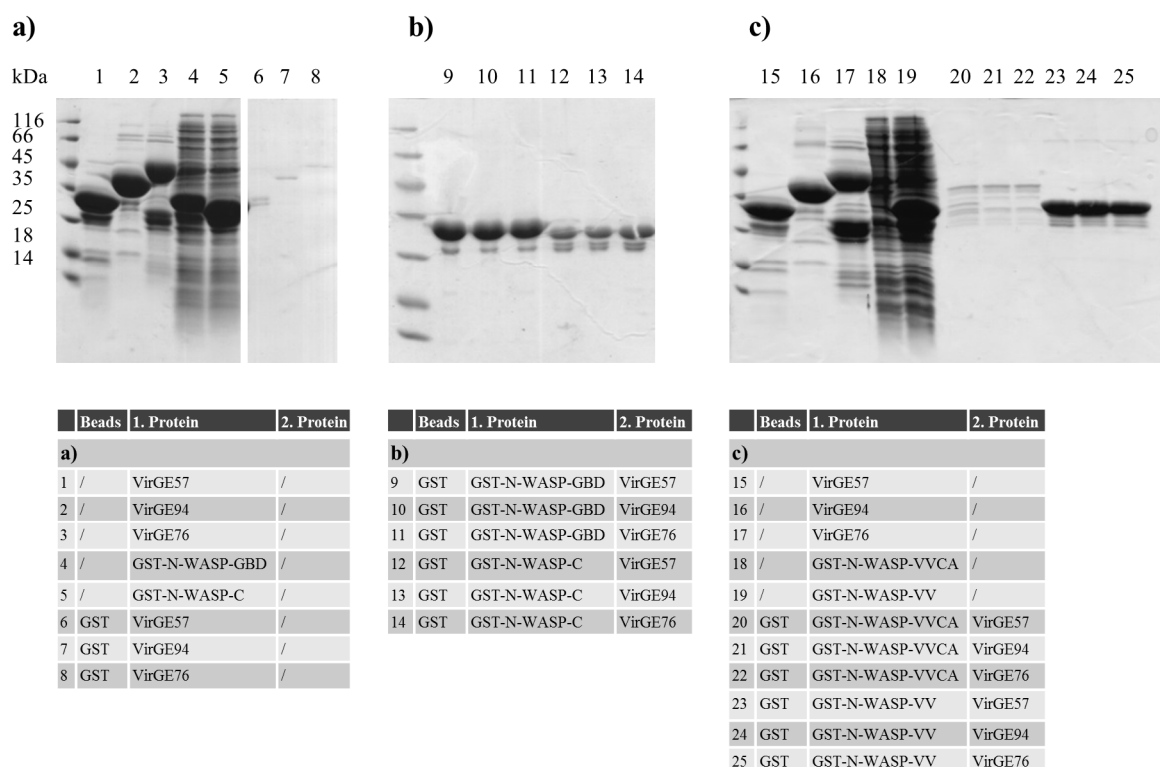 a)
b)
c)
kDa 1 2 3 4 5 6 7 8
9 10 11 12 13 14
15 16 17 18 19 20 21 22 23 24 25
116
66
45
35
25
18
14
Beads 1. Protein 2. Protein
a)
1 / VirGE57 /
2 / VirGE94 /
3 / VirGE76 /
4 / GST-N-WASP-GBD /
5 / GST-N-WASP-C /
6 GST VirGE57 /
7 GST VirGE94 /
8 GST VirGE76 /
Beads 1. Protein 2. Protein
b)
9 GST GST-N-WASP-GBD VirGE57
10 GST GST-N-WASP-GBD VirGE94
11 GST GST-N-WASP-GBD VirGE76
12 GST GST-N-WASP-C VirGE57
13 GST GST-N-WASP-C VirGE94
14 GST GST-N-WASP-C VirGE76
Beads 1. Protein 2. Protein
c)
15 / VirGE57 /
16 / VirGE94 /
17 / VirGE76 /
18 / GST-N-WASP-VVCA /
19 / GST-N-WASP-VV /
20 GST GST-N-WASP-VVCA VirGE57
21 GST GST-N-WASP-VVCA VirGE94
22 GST GST-N-WASP-VVCA VirGE76
23 GST GST-N-WASP-VV VirGE57
24 GST GST-N-WASP-VV VirGE94
25 GST GST-N-WASP-VV VirGE76